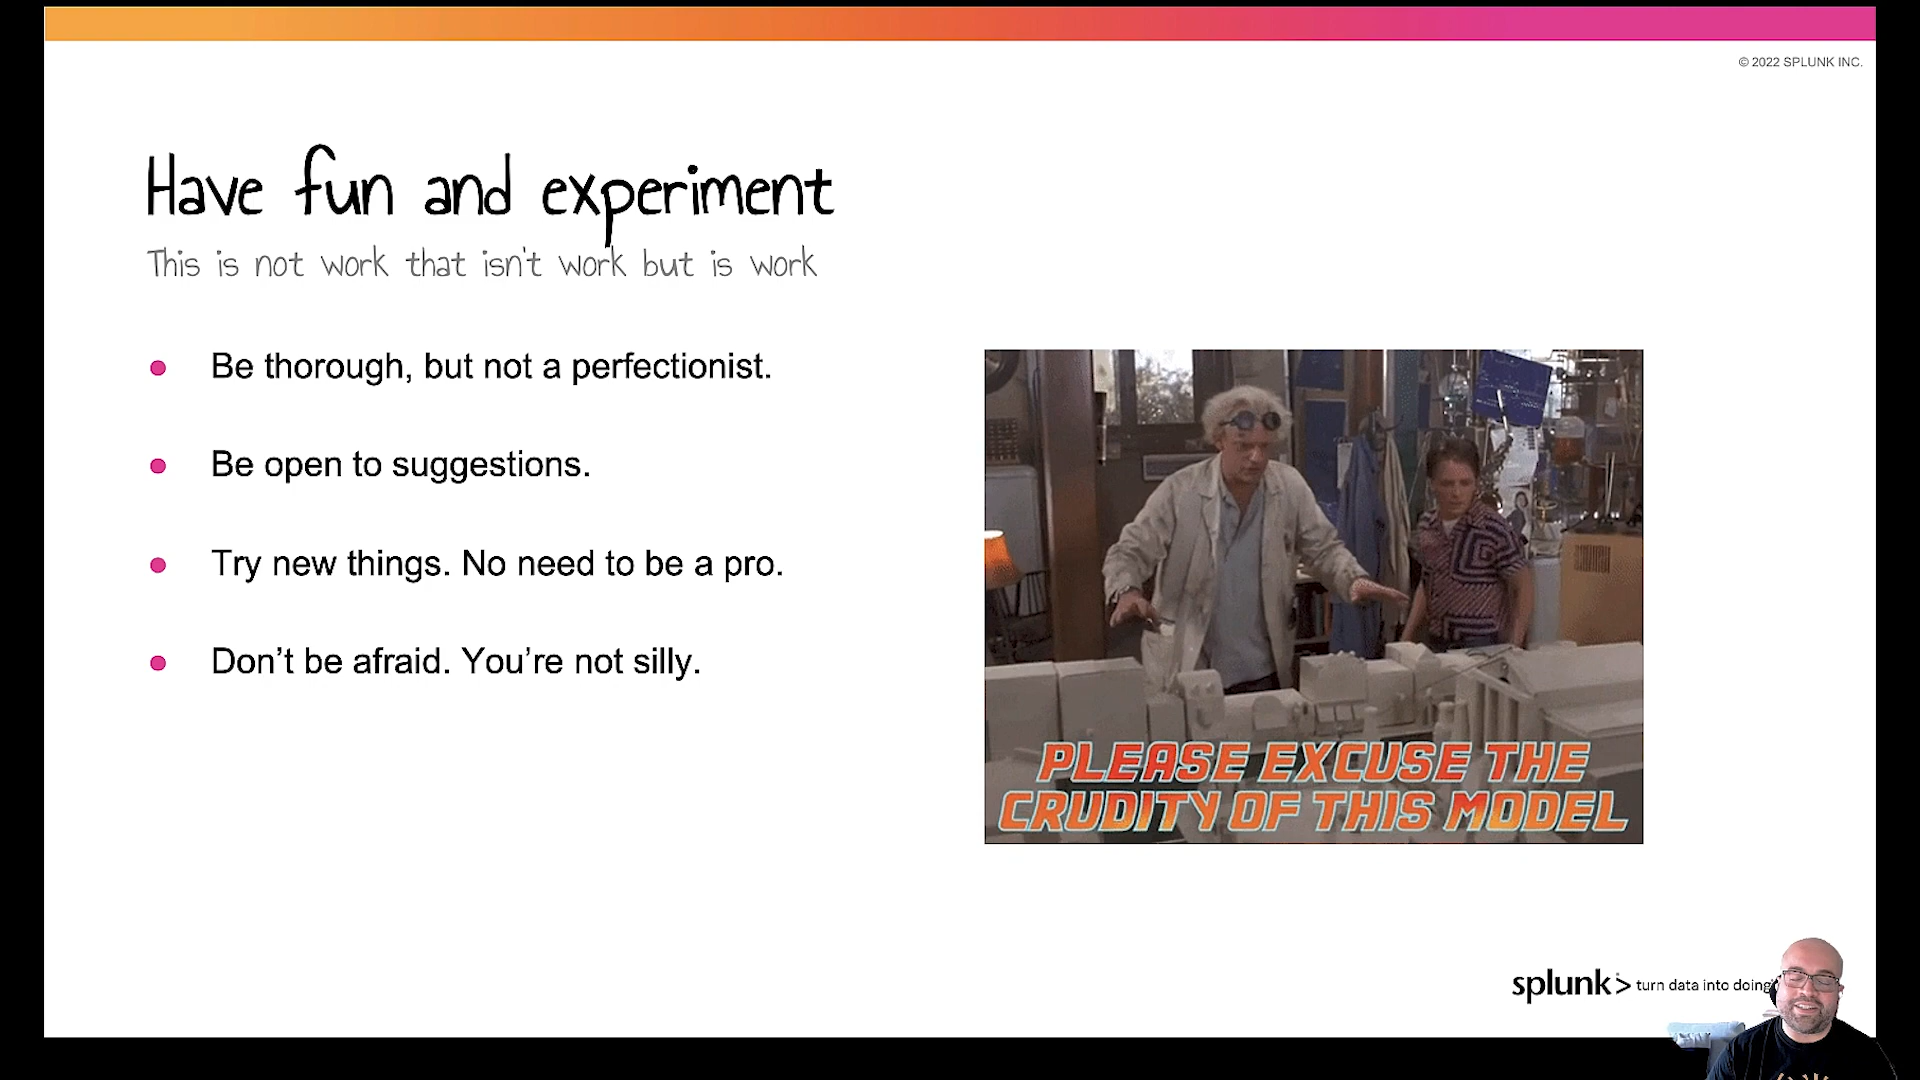 © 2022 SPLUNK INC.
Have fun and experiment
This is not work that isn't work but is work
Be thorough, but not a perfectionist.
Be open to suggestions.
Try new things. No need to be a pro.
Don’t be afraid. You’re not silly.
PLEASE EXCUSE THE
CRUDITY OF THIS MODEL
splunk> turn data into doing